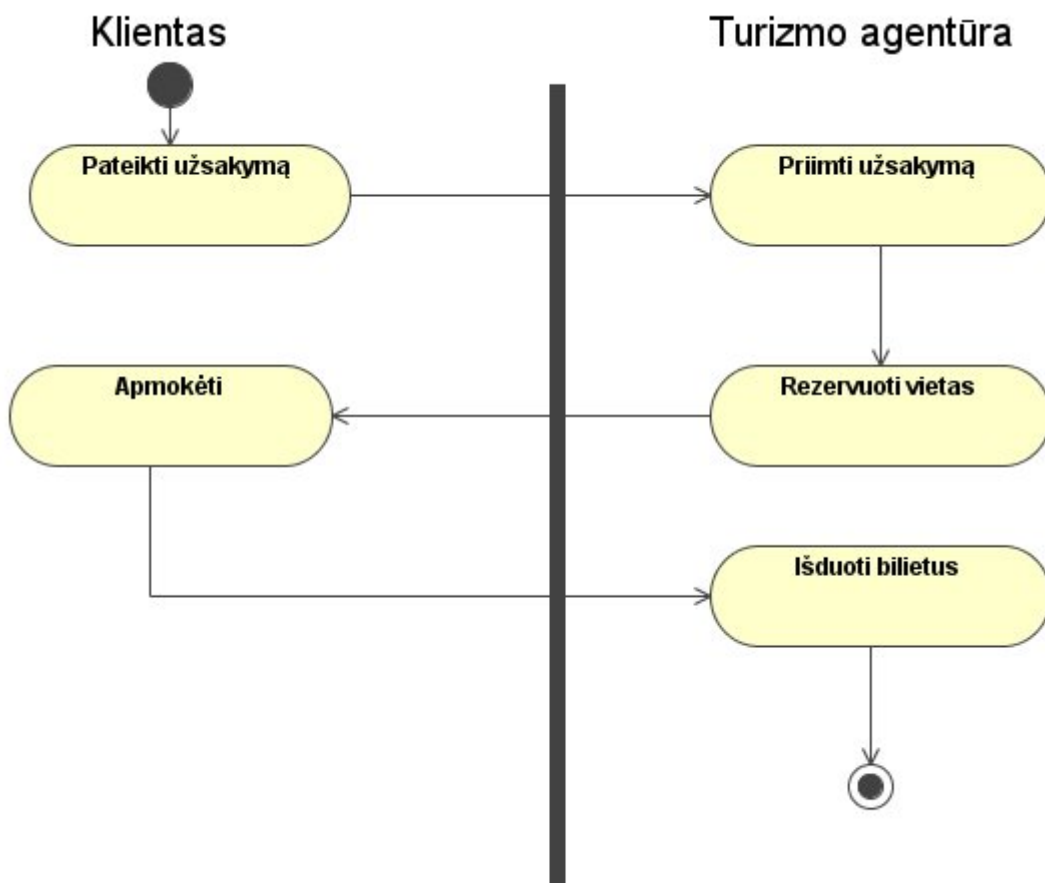 Klientas
Turizmo agentūra
Pateikti užsakymą
Priimti užsakymą
Apmokėti
Rezervuoti vietas
Išduoti bilietus